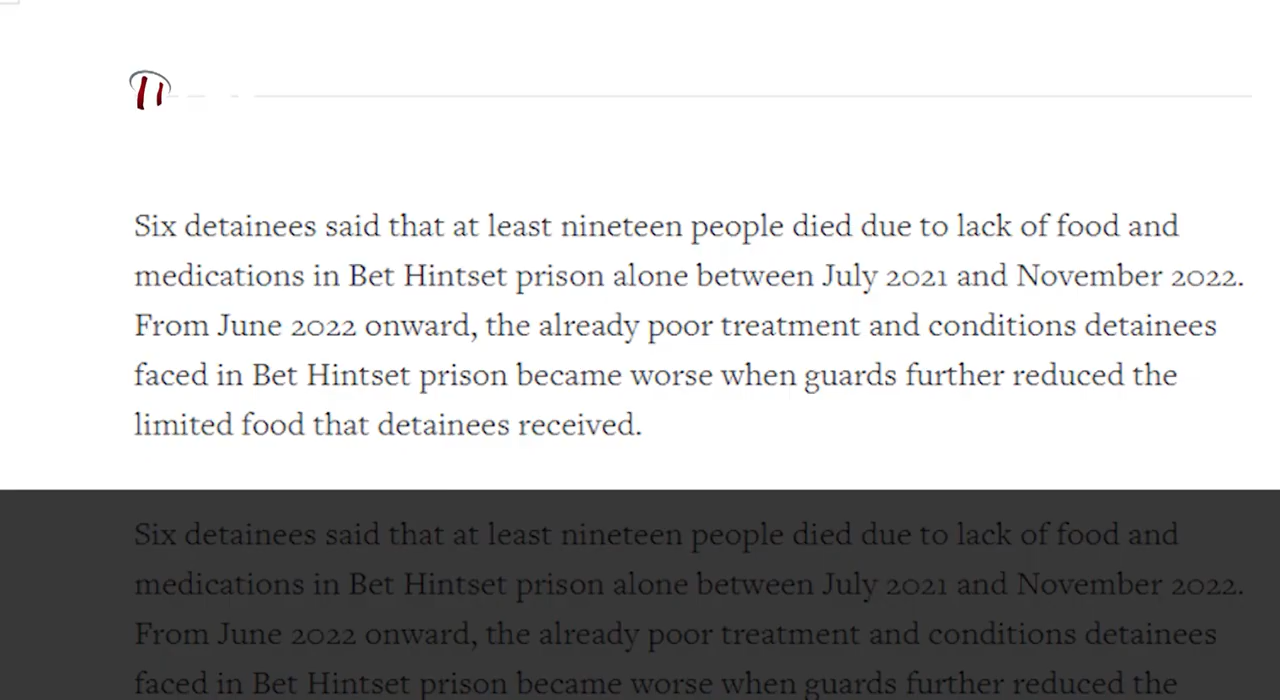 Six detainees said that at least nineteen people died due to lack of food and
medications in Bet Hintset prison alone between July 2021 and November 2022.
From June 2022 onward, the already poor treatment and conditions detainees
faced in Bet Hintset prison became worse when guards further reduced the
limited food that detainees received.
Six detainees said that at least nineteen people died due to lack of food and
medications in Bet Hintset prison alone between July 2021 and November 2022.
From June 2022 onward, the already poor treatment and conditions detainees
faced in Bet Hintset prison became worse when guards further reduced the